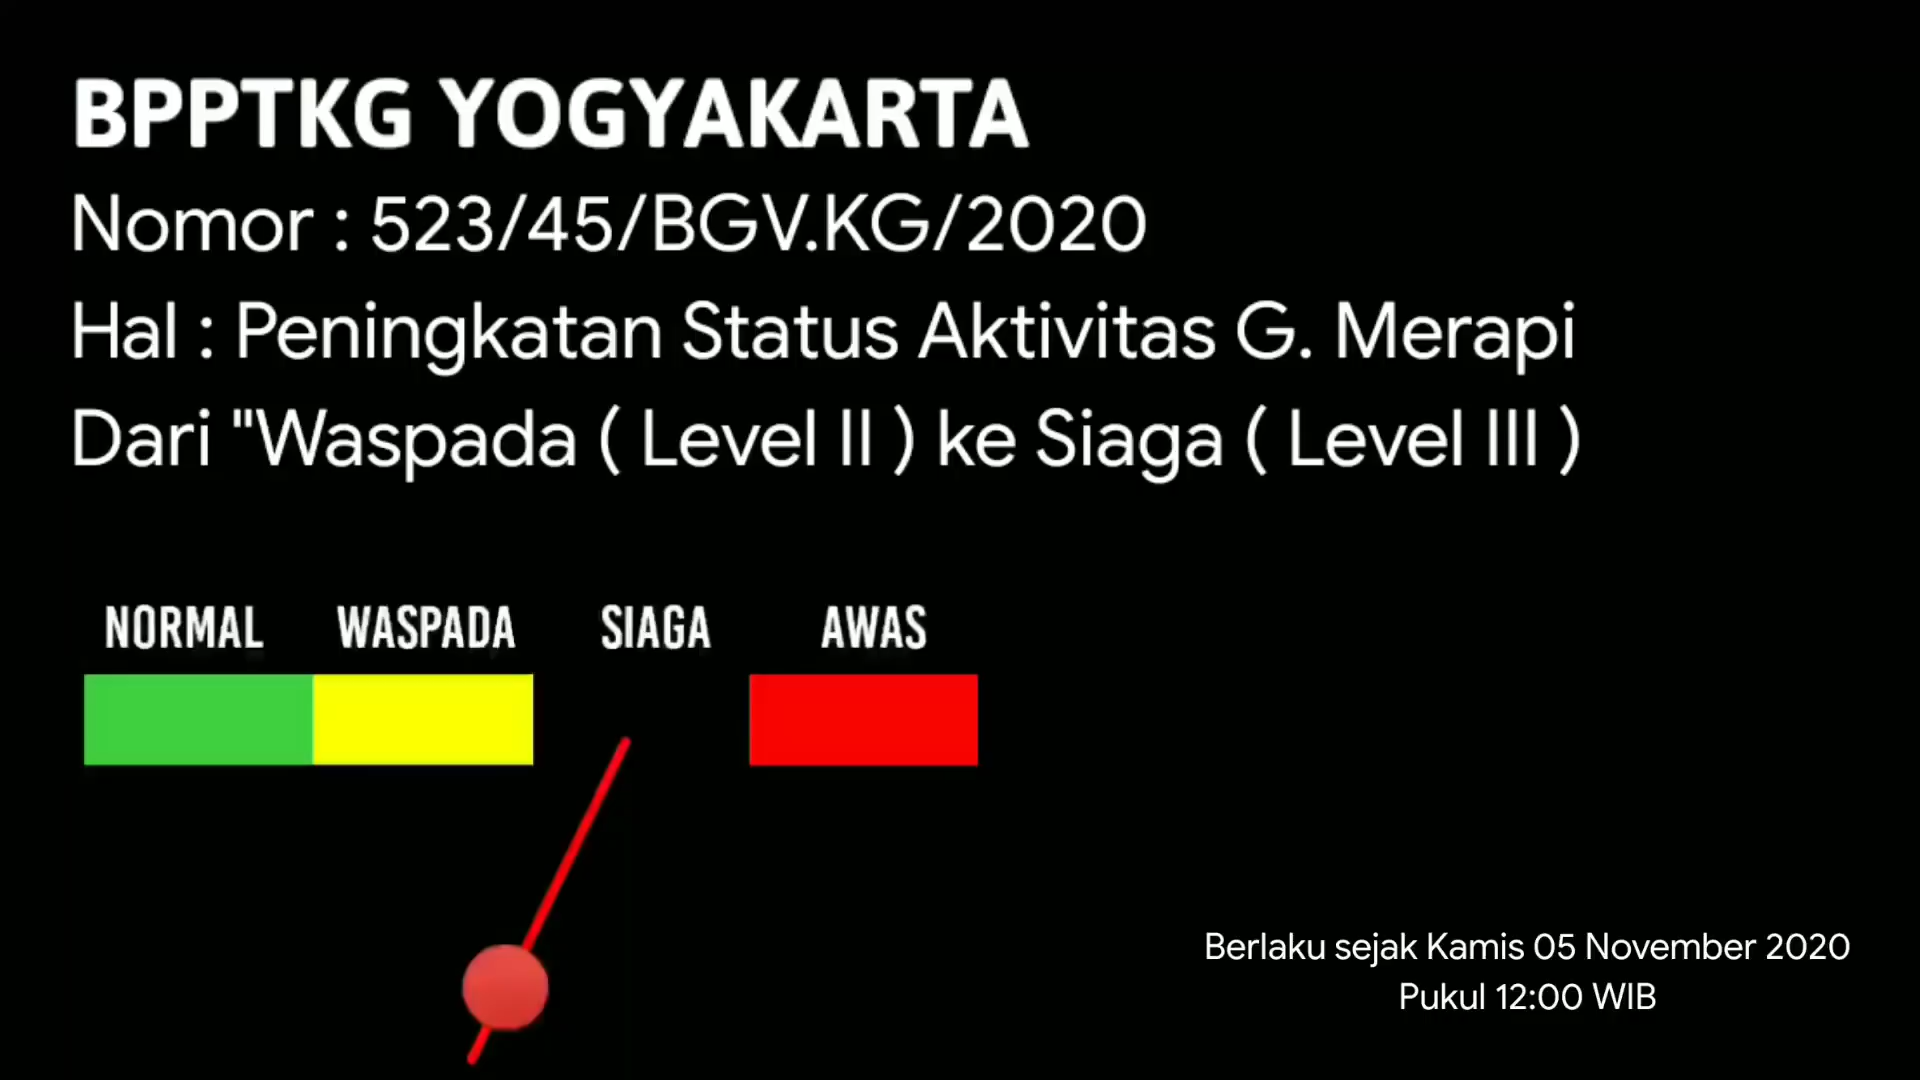 BPPTKG YOGYAKARTA
Nomor : 523/45/BGV.KG/2020
Hal : Peningkatan Status Aktivitas G. Merapi
Dari "Waspada ( Level II ) ke Siaga ( Level III )
NORMAL WASPADA SIAGA AWAS
Berlaku sejak Kamis 05 November 2020
Pukul 12:00 WIB